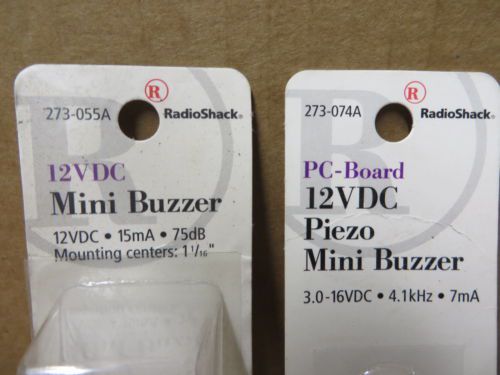 273-055A
RadioShack®
12VDC
Mini Buzzer
12VDC • 15mA • 75dB
Mounting centers: 1 1/16"
273-074A
RadioShack®
PC-Board
12VDC
Piezo
Mini Buzzer
3.0-16VDC • 4.1kHz • 7mA